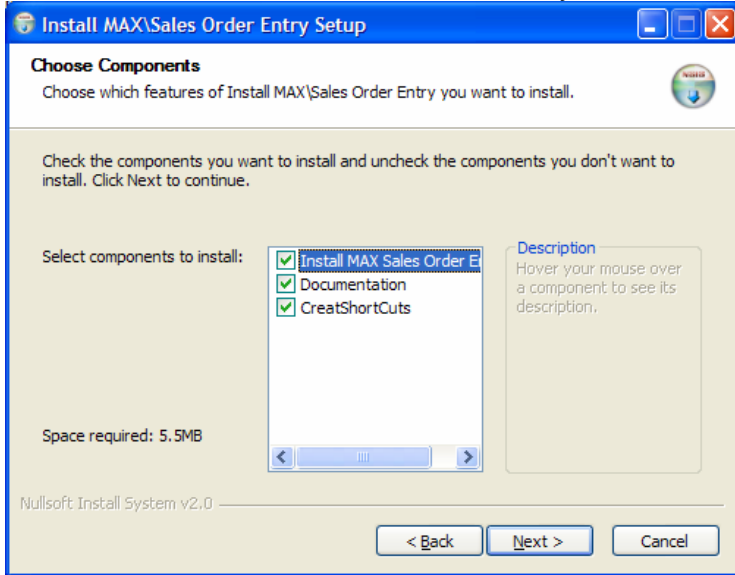 Install MAX\Sales Order Entry Setup
Choose Components
Choose which features of Install MAX\Sales Order Entry you want to install.
Check the components you want to install and uncheck the components you don't want to
install. Click Next to continue.
Select components to install:
Install MAX Sales Order E
Documentation
CreatShortCuts
Description
Hover your mouse over
a component to see its
description.
Space required: 5.5MB
Nullsoft Install System v2.0
< Back
Next >
Cancel